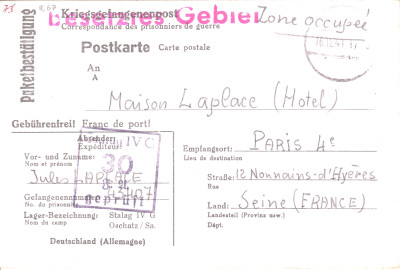 Paketbestätigung
Kriegsgefangenenpost
besetztes Gebiet
Zone occupée
Correspondance des prisonniers de guerre
Postkarte Carte postale
An
A
Maison Laplace (Hotel)
Gebührenfrei! Franc de port!
Absender:
Expéditeur:
IV C
30
geprüft
Vor- und Zuname:
Nom et prénom
Jules LAPLACE
Gefangenennummer:
No. du prisonnier
Lager-Bezeichnung: Stalag IV G
Nom du camp Oschatz / Sa.
Deutschland (Allemagne)
Empfangsort: PARIS 4e
Lieu de destination
Straße: 12 Nonnains-d'Hyères
Rue
Land: Seine (FRANCE)
Landesteil (Provinz usw.)
Dépt.